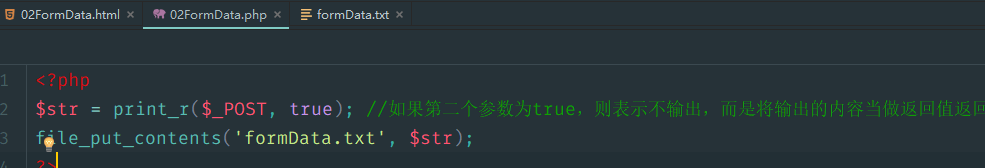 02FormData.html × 02FormData.php × formData.txt ×
1 <?php
2 $str = print_r($_POST, true); //如果第二个参数为true，则表示不输出，而是将输出的内容当做返回值返回
3 file_put_contents('formData.txt', $str);
4 ?>